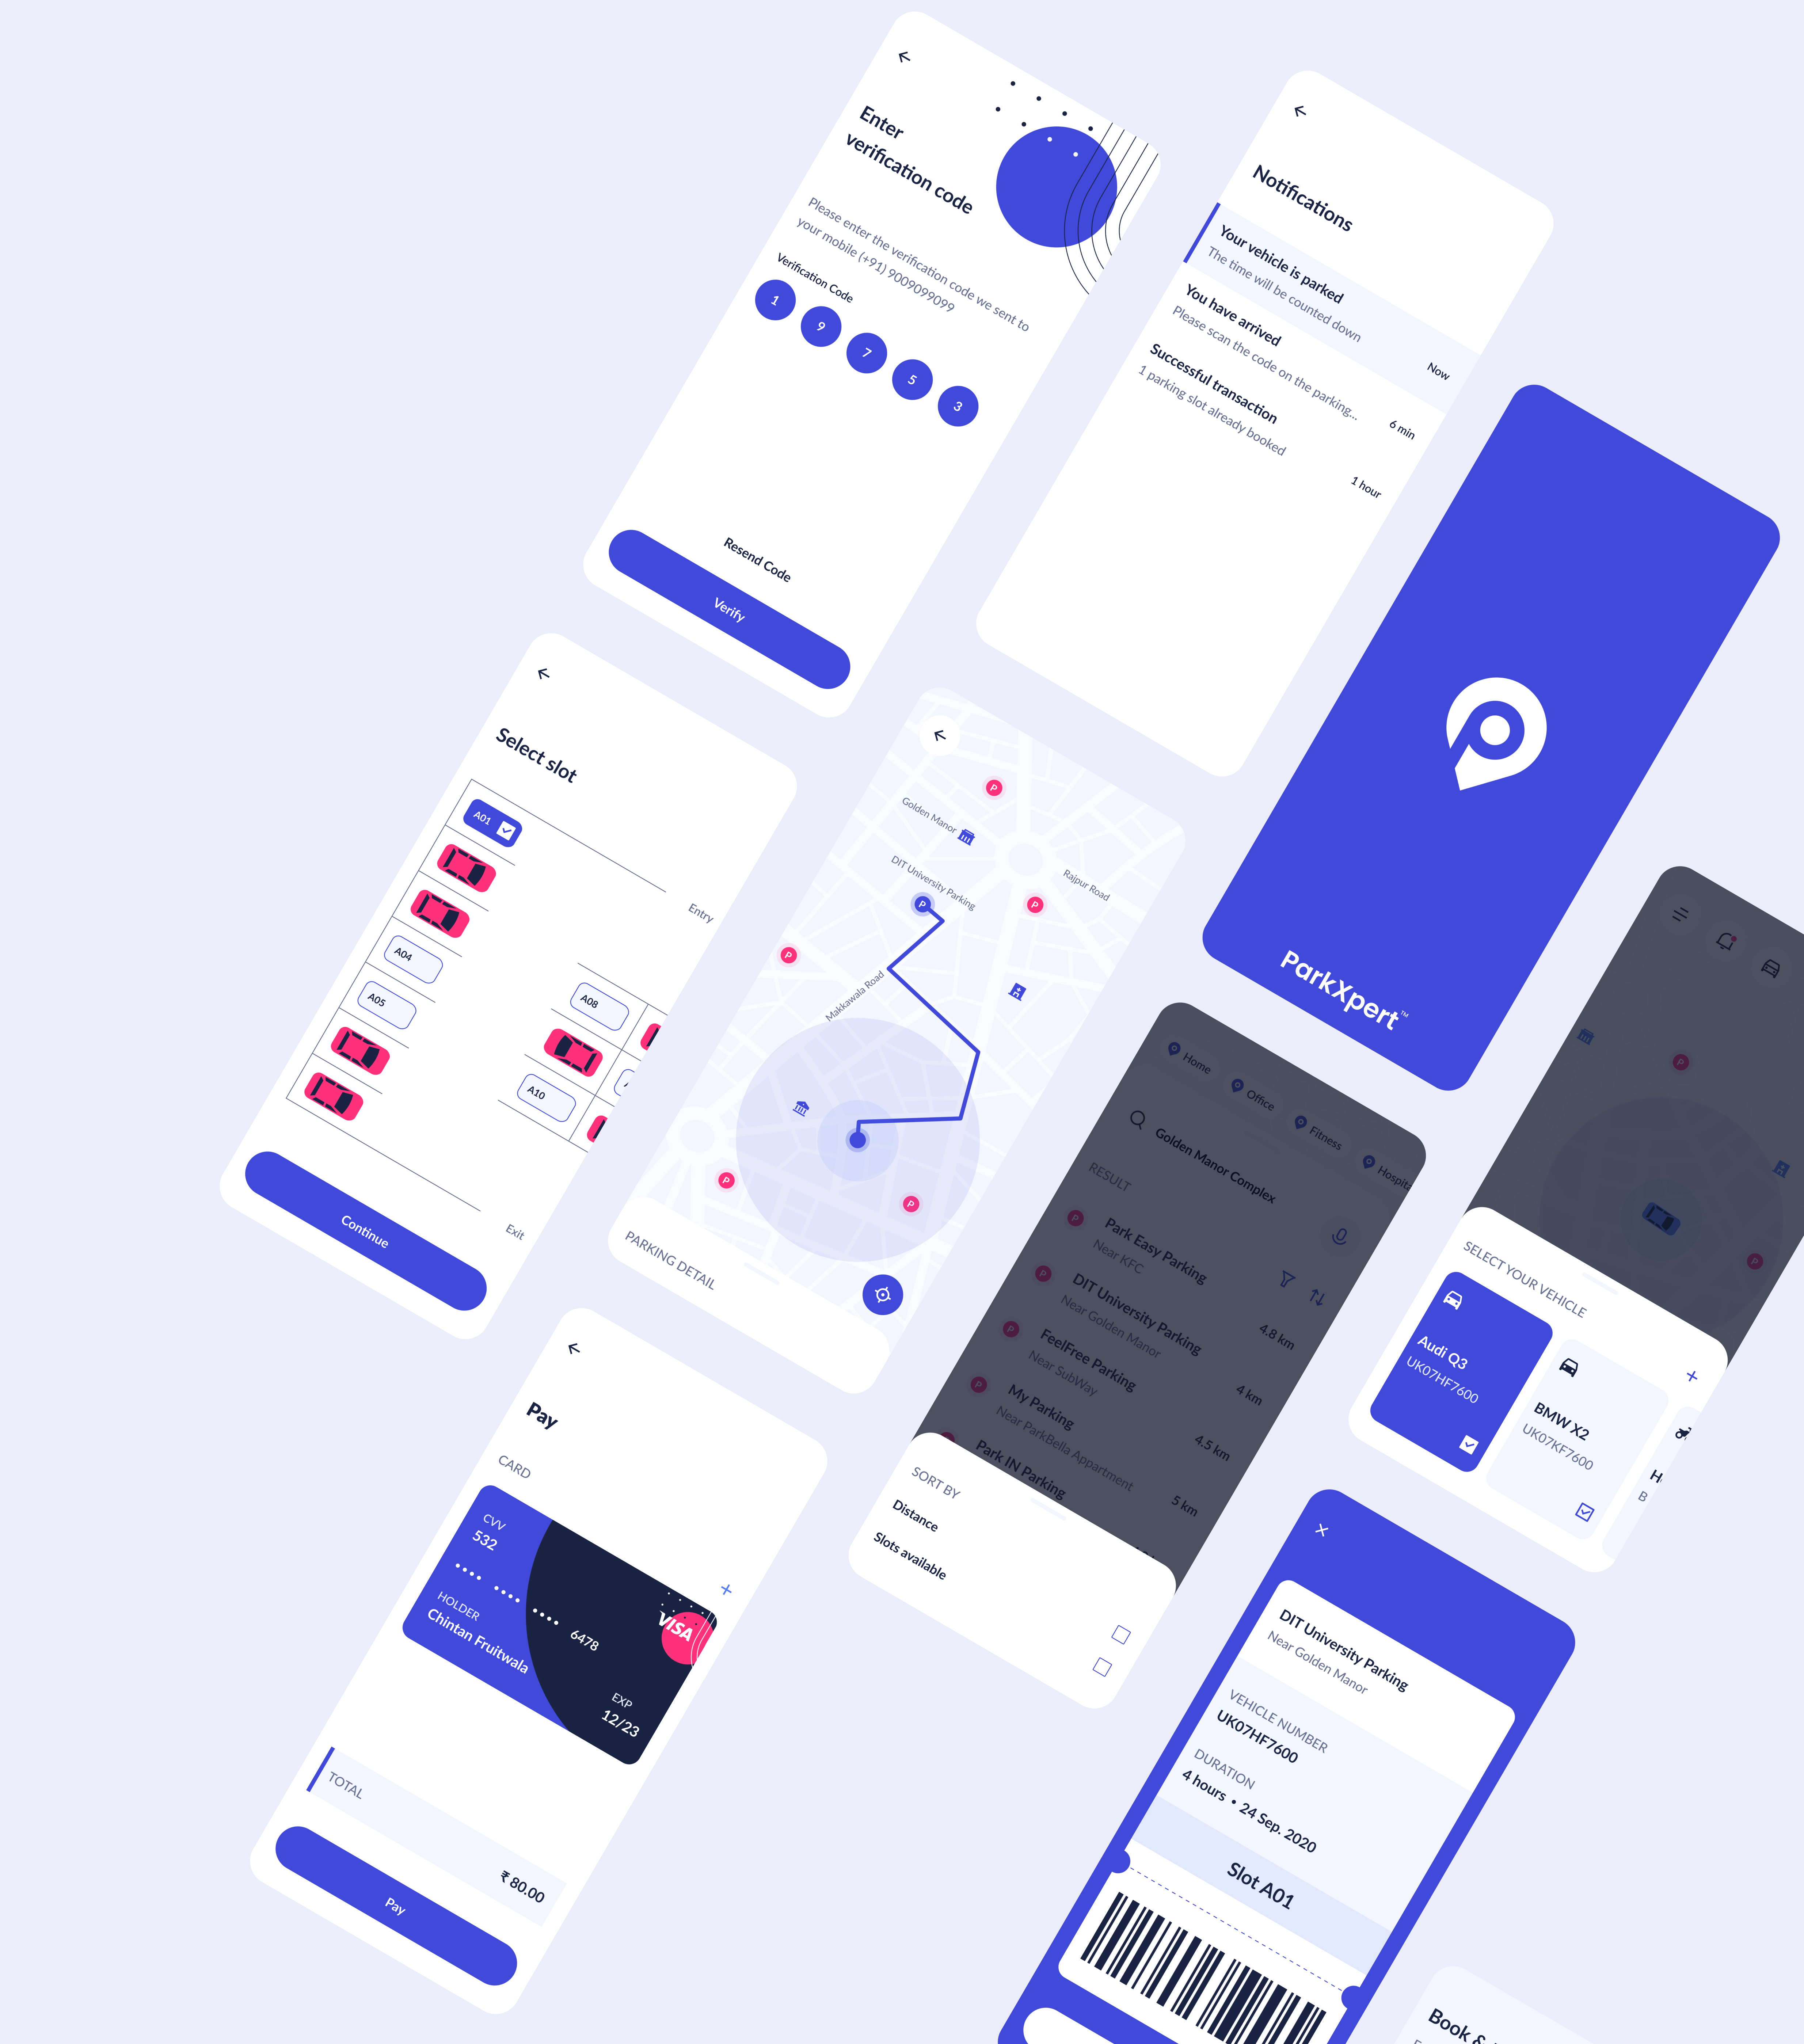 Enter
verification code
Please enter the verification code we sent to
your mobile (+91) 9009099099
Verification Code
1
9
7
5
3
Resend Code
Verify
Notifications
Your vehicle is parked
The time will be counted down
Now
You have arrived
Please scan the code on the parking...
6 min
Successful transaction
1 parking slot already booked
1 hour
ParkXpert™
Select slot
A01
Entry
A04
A05
A08
A10
Exit
Continue
P
Golden Manor
DIT University Parking
P
Rajpur Road
P
P
Makkawala Road
P
P
PARKING DETAIL
Home
Office
Fitness
Golden Manor Complex
RESULT
P
Park Easy Parking
Near KFC
4.8 km
P
DIT University Parking
Near Golden Manor
4 km
P
FeelFree Parking
Near SubWay
4.5 km
P
My Parking
Near ParkBella Appartment
5 km
Park IN Parking
SORT BY
Distance
Slots available
P
P
SELECT YOUR VEHICLE
Audi Q3
UK07HF7600
BMW X2
UK07KF7600
H
B
Pay
CARD
CVV
532
•••• •••• •••• 6478
HOLDER
Chintan Fruitwala
VISA
EXP
12/23
TOTAL
₹ 80.00
Pay
DIT University Parking
Near Golden Manor
VEHICLE NUMBER
UK07HF7600
DURATION
4 hours • 24 Sep. 2020
Slot A01
Book &